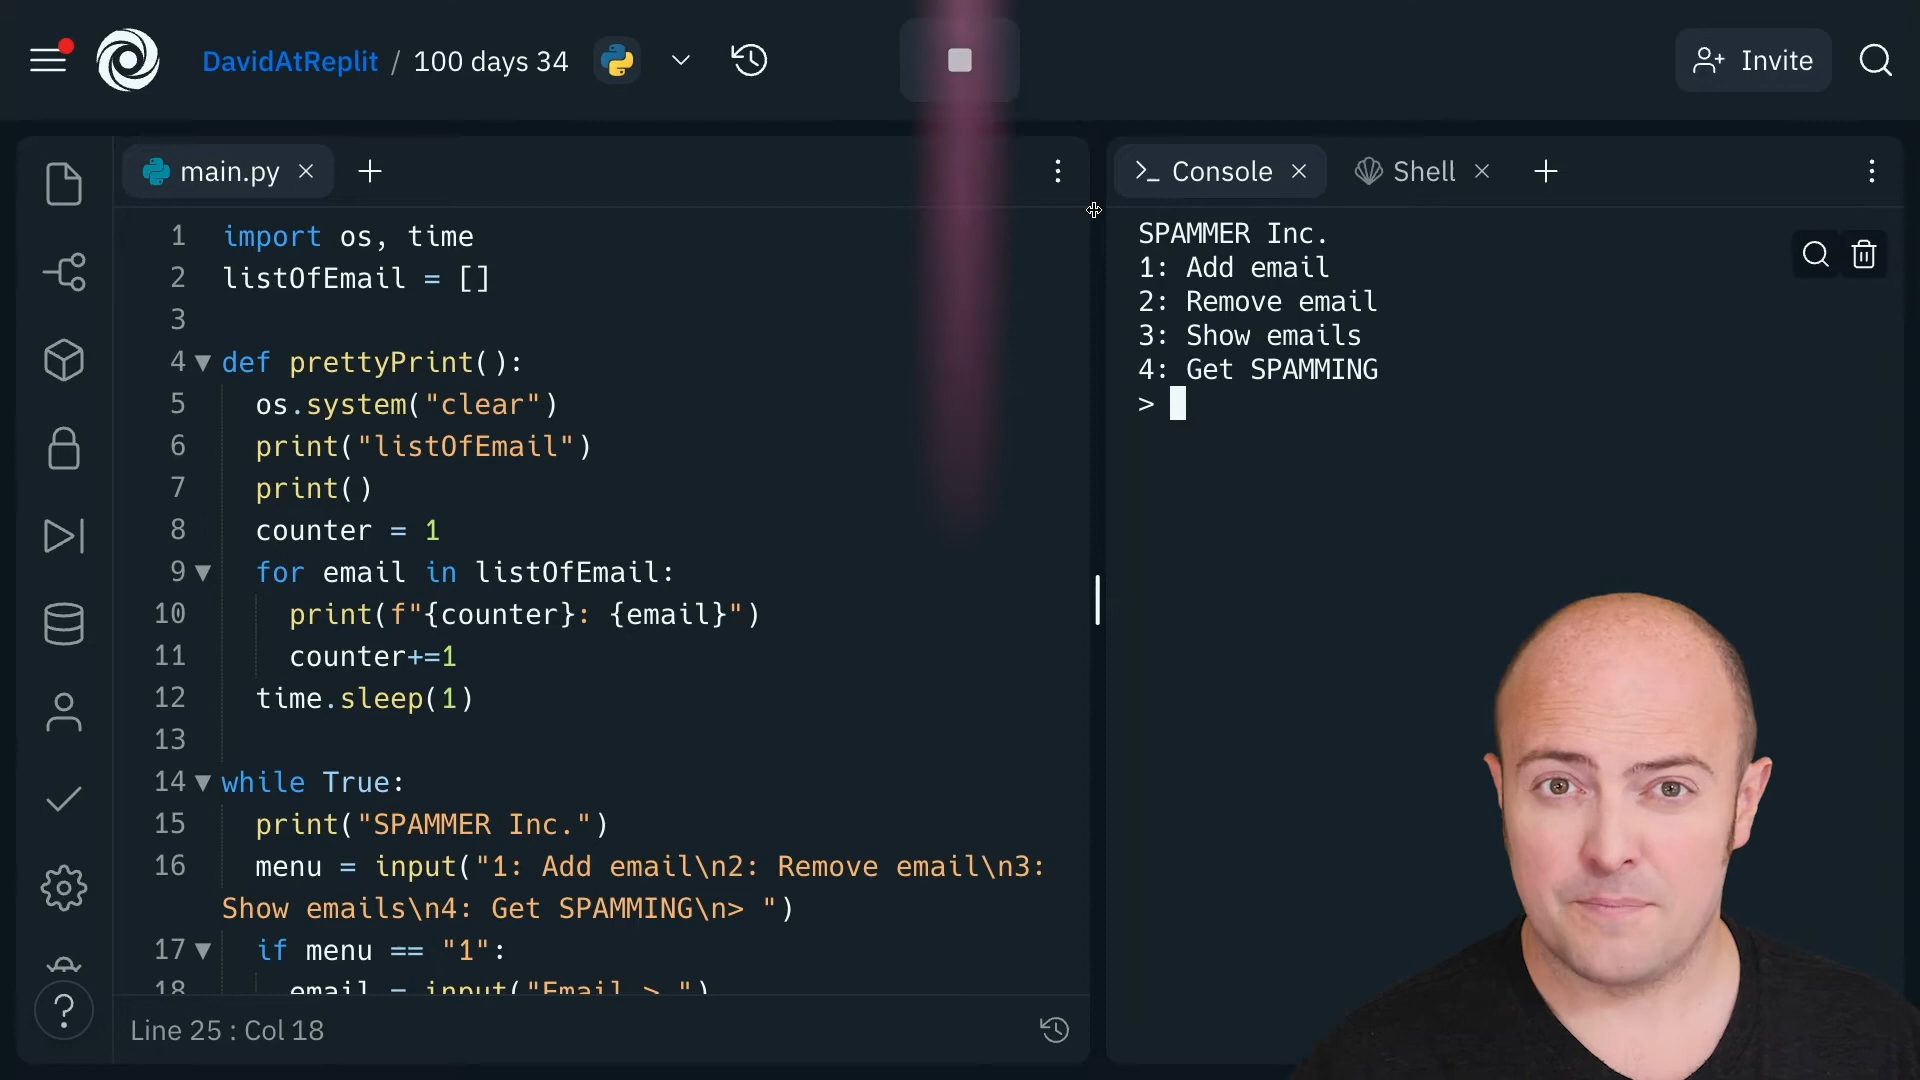 DavidAtReplit / 100 days 34
Invite
main.py
Console
Shell
1 import os, time
2 listOfEmail = []
3
4 def prettyPrint():
5 os.system("clear")
6 print("listOfEmail")
7 print()
8 counter = 1
9 for email in listOfEmail:
10 print(f"{counter}: {email}")
11 counter+=1
12 time.sleep(1)
13
14 while True:
15 print("SPAMMER Inc.")
16 menu = input("1: Add email\n2: Remove email\n3:
Show emails\n4: Get SPAMMING\n> ")
17 if menu == "1":
18 email = input("Email > ")
Line 25 : Col 18
SPAMMER Inc.
1: Add email
2: Remove email
3: Show emails
4: Get SPAMMING
>